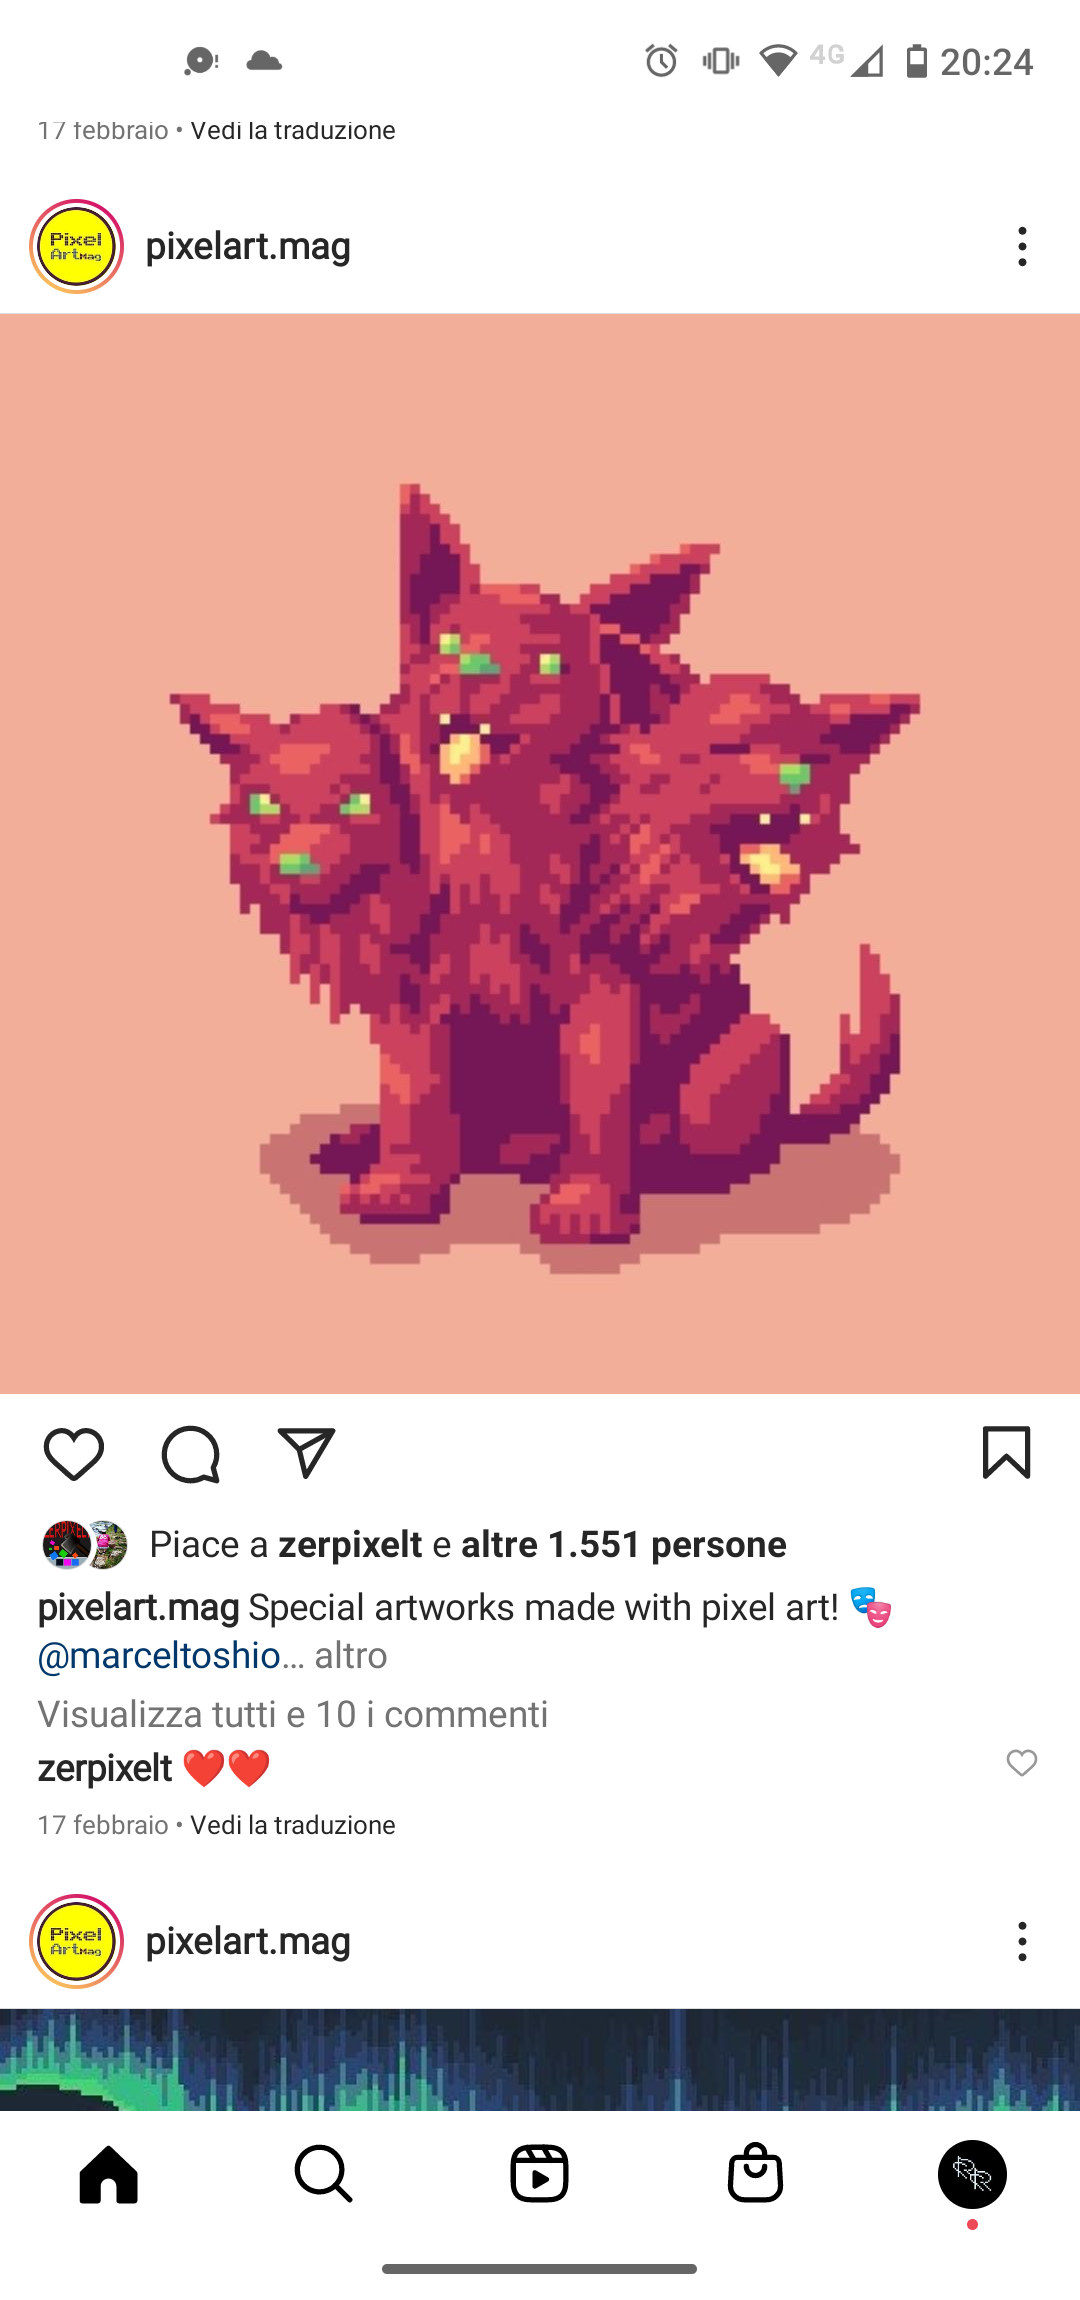 4G 20:24
17 febbraio • Vedi la traduzione
Pixel
ArtMag
pixelart.mag
Piace a zerpixelt e altre 1.551 persone
pixelart.mag Special artworks made with pixel art! 🎭
@marceltoshio... altro
Visualizza tutti e 10 i commenti
zerpixelt ❤️❤️
17 febbraio • Vedi la traduzione
Pixel
ArtMag
pixelart.mag